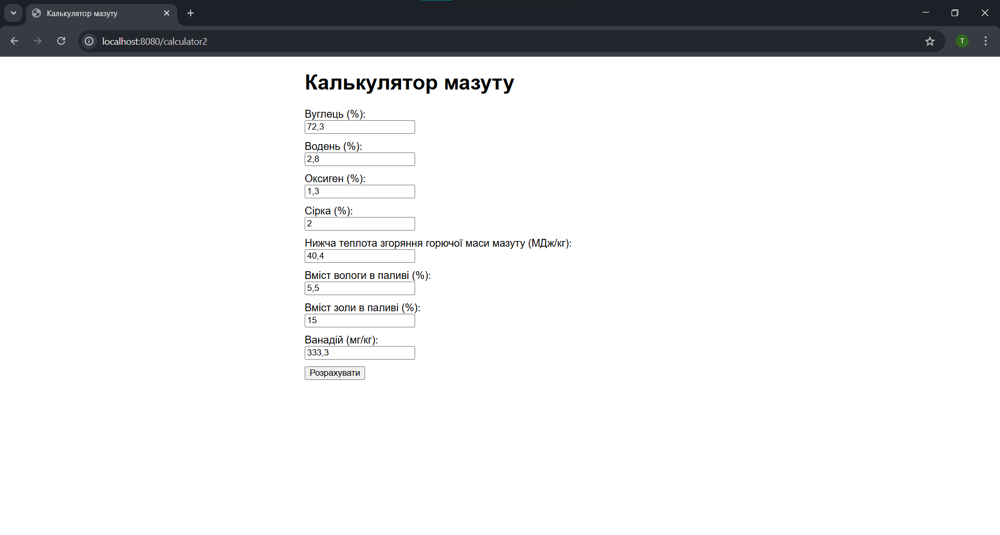 Калькулятор мазуту
localhost:8080/calculator2
T
Калькулятор мазуту
Вуглець (%):
72,3
Водень (%):
2,8
Оксиген (%):
1,3
Сірка (%):
2
Нижча теплота згоряння горючої маси мазуту (МДж/кг):
40,4
Вміст вологи в паливі (%):
5,5
Вміст золи в паливі (%):
15
Ванадій (мг/кг):
333,3
Розрахувати